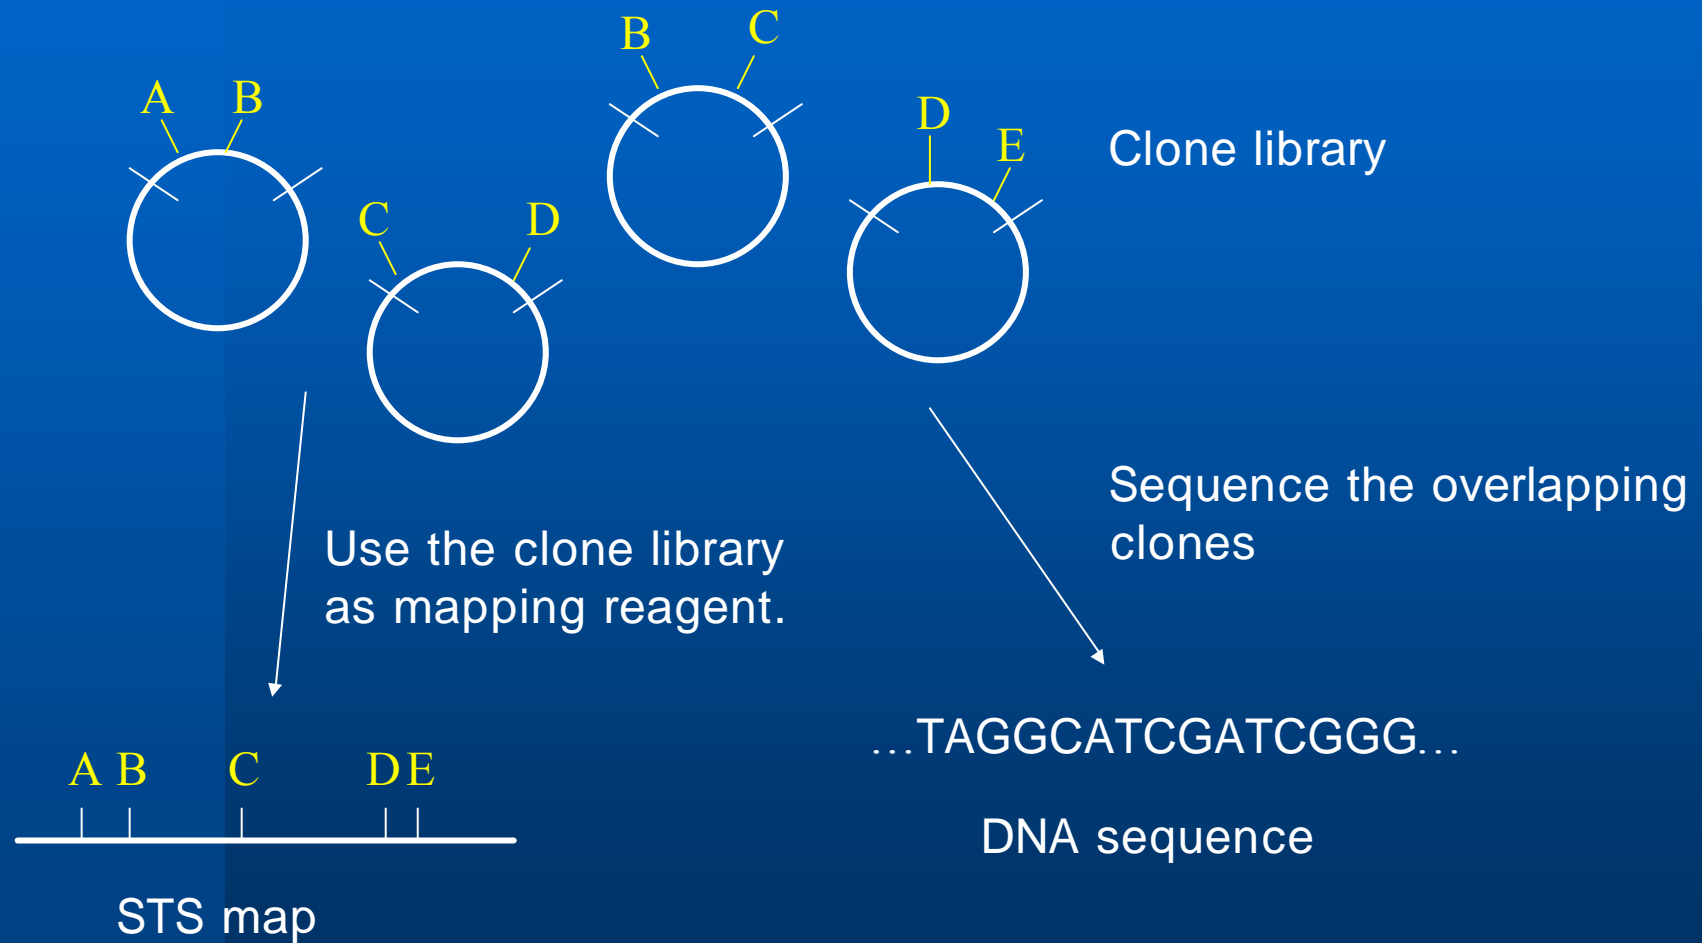 A B
B C
C D
D E
Clone library
Use the clone library
as mapping reagent.
Sequence the overlapping
clones
A B C D E
STS map
...TAGGCATCGATCGGG...
DNA sequence